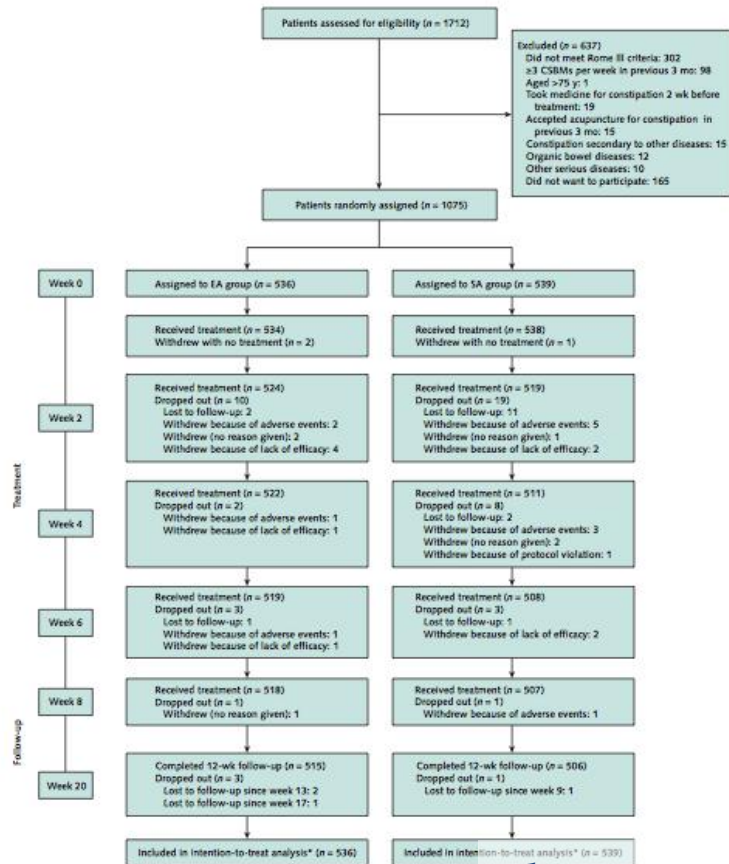 Patients assessed for eligibility (n = 1712)
Excluded (n = 637)
Did not meet Rome III criteria: 302
≥3 CSBMs per week in previous 3 mo: 98
Aged >75 y: 1
Took medicine for constipation 2 wk before
treatment: 19
Accepted acupuncture for constipation in
previous 3 mo: 15
Constipation secondary to other diseases: 15
Organic bowel diseases: 12
Other serious diseases: 10
Did not want to participate: 165
Patients randomly assigned (n = 1075)
Week 0
Assigned to EA group (n = 536)
Assigned to SA group (n = 539)
Received treatment (n = 534)
Withdrew with no treatment (n = 2)
Received treatment (n = 538)
Withdrew with no treatment (n = 1)
Treatment
Week 2
Received treatment (n = 524)
Dropped out (n = 10)
Lost to follow-up: 2
Withdrew because of adverse events: 2
Withdrew (no reason given): 2
Withdrew because of lack of efficacy: 4
Received treatment (n = 519)
Dropped out (n = 19)
Lost to follow-up: 11
Withdrew because of adverse events: 5
Withdrew (no reason given): 1
Withdrew because of lack of efficacy: 2
Week 4
Received treatment (n = 522)
Dropped out (n = 2)
Withdrew because of adverse events: 1
Withdrew because of lack of efficacy: 1
Received treatment (n = 511)
Dropped out (n = 8)
Lost to follow-up: 2
Withdrew because of adverse events: 3
Withdrew (no reason given): 2
Withdrew because of protocol violation: 1
Week 6
Received treatment (n = 519)
Dropped out (n = 3)
Lost to follow-up: 1
Withdrew because of adverse events: 1
Withdrew because of lack of efficacy: 1
Received treatment (n = 508)
Dropped out (n = 3)
Lost to follow-up: 1
Withdrew because of lack of efficacy: 2
Week 8
Received treatment (n = 518)
Dropped out (n = 1)
Withdrew (no reason given): 1
Received treatment (n = 507)
Dropped out (n = 1)
Withdrew because of adverse events: 1
Follow-up
Week 20
Completed 12-wk follow-up (n = 515)
Dropped out (n = 3)
Lost to follow-up since week 13: 2
Lost to follow-up since week 17: 1
Completed 12-wk follow-up (n = 506)
Dropped out (n = 1)
Lost to follow-up since week 9: 1
Included in intention-to-treat analysis* (n = 536)
Included in intention-to-treat analysis* (n = 539)